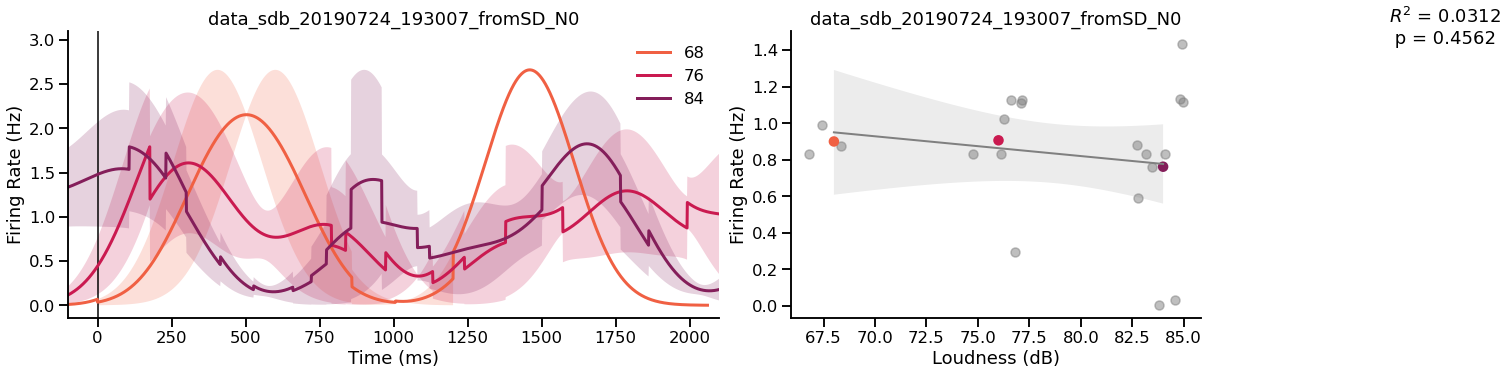 data_sdb_20190724_193007_fromSD_N0
3.0
2.5
2.0
1.5
1.0
0.5
0.0
Firing Rate (Hz)
68
76
84
0 250 500 750 1000 1250 1500 1750 2000
Time (ms)
data_sdb_20190724_193007_fromSD_N0
1.4
1.2
1.0
0.8
0.6
0.4
0.2
0.0
Firing Rate (Hz)
67.5 70.0 72.5 75.0 77.5 80.0 82.5 85.0
Loudness (dB)
R² = 0.0312
p = 0.4562